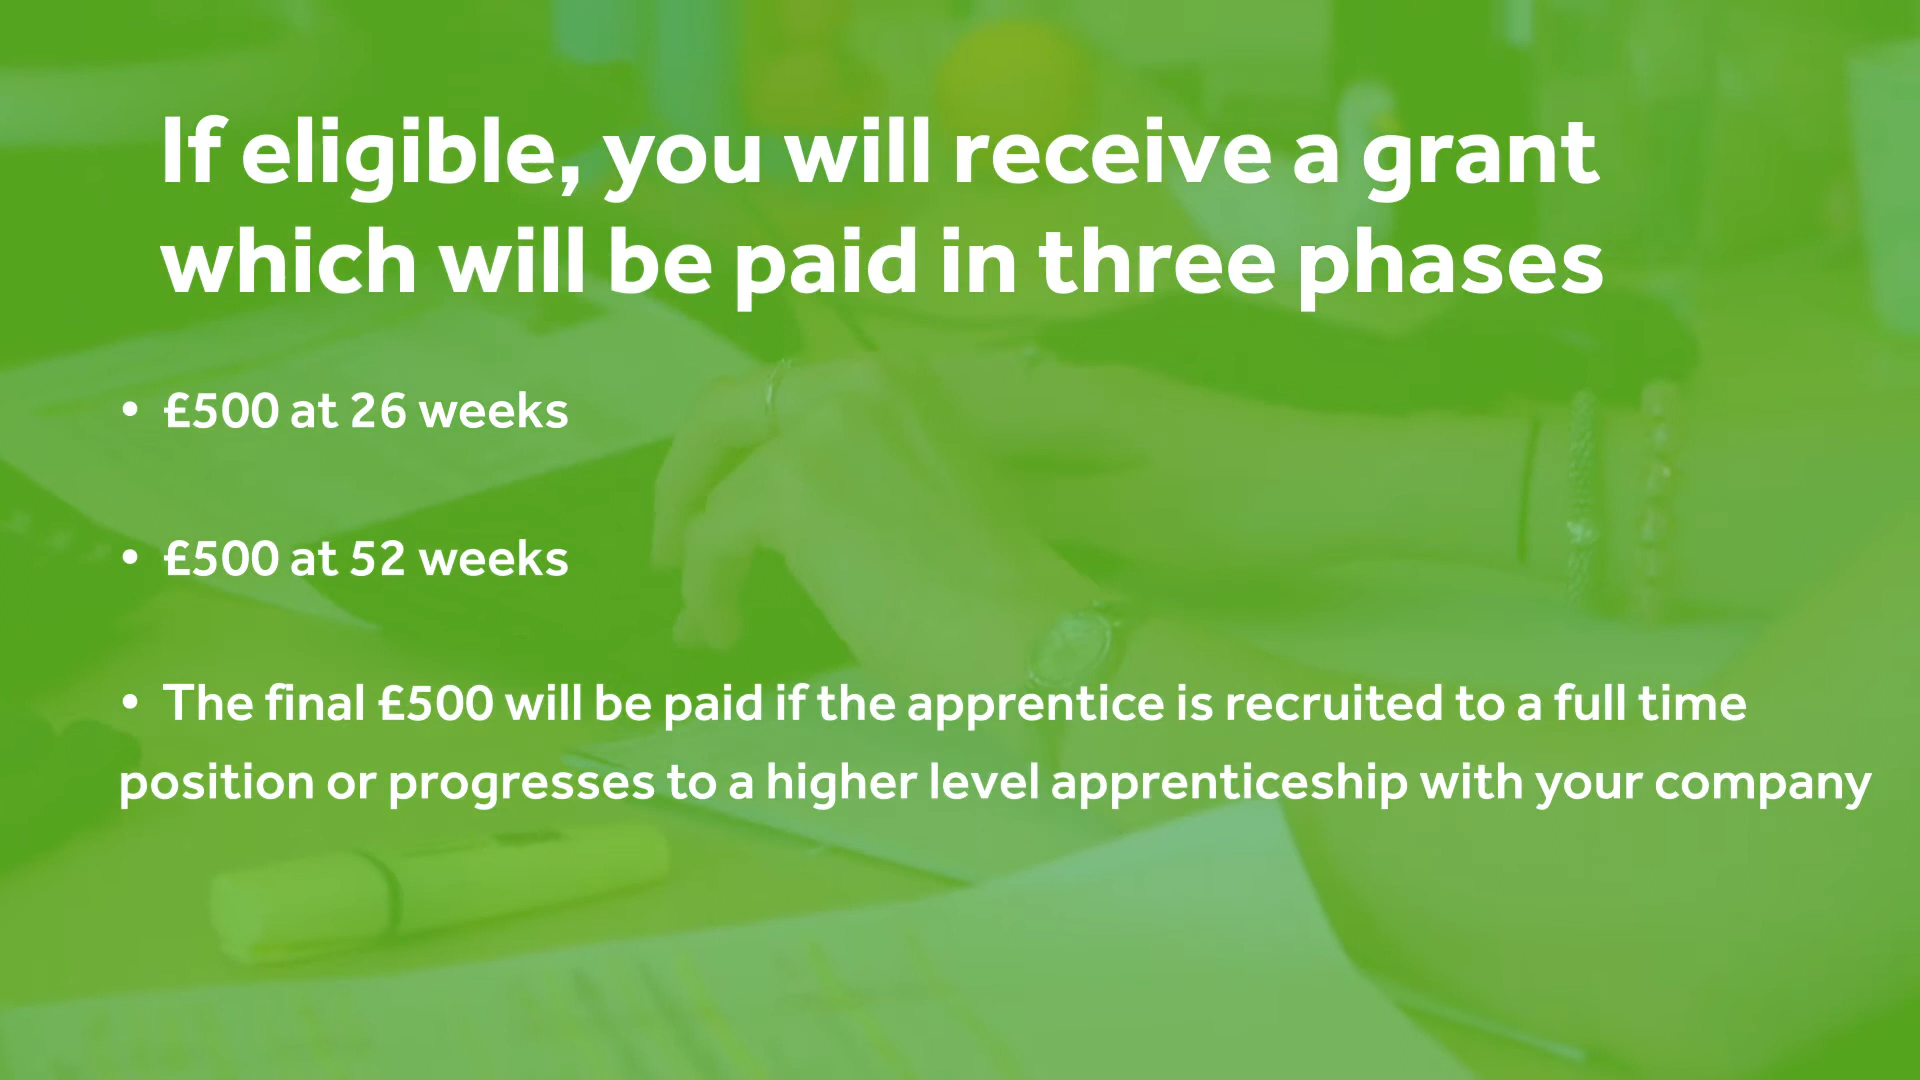 If eligible, you will receive a grant
which will be paid in three phases
• £500 at 26 weeks
• £500 at 52 weeks
• The final £500 will be paid if the apprentice is recruited to a full time
position or progresses to a higher level apprenticeship with your company